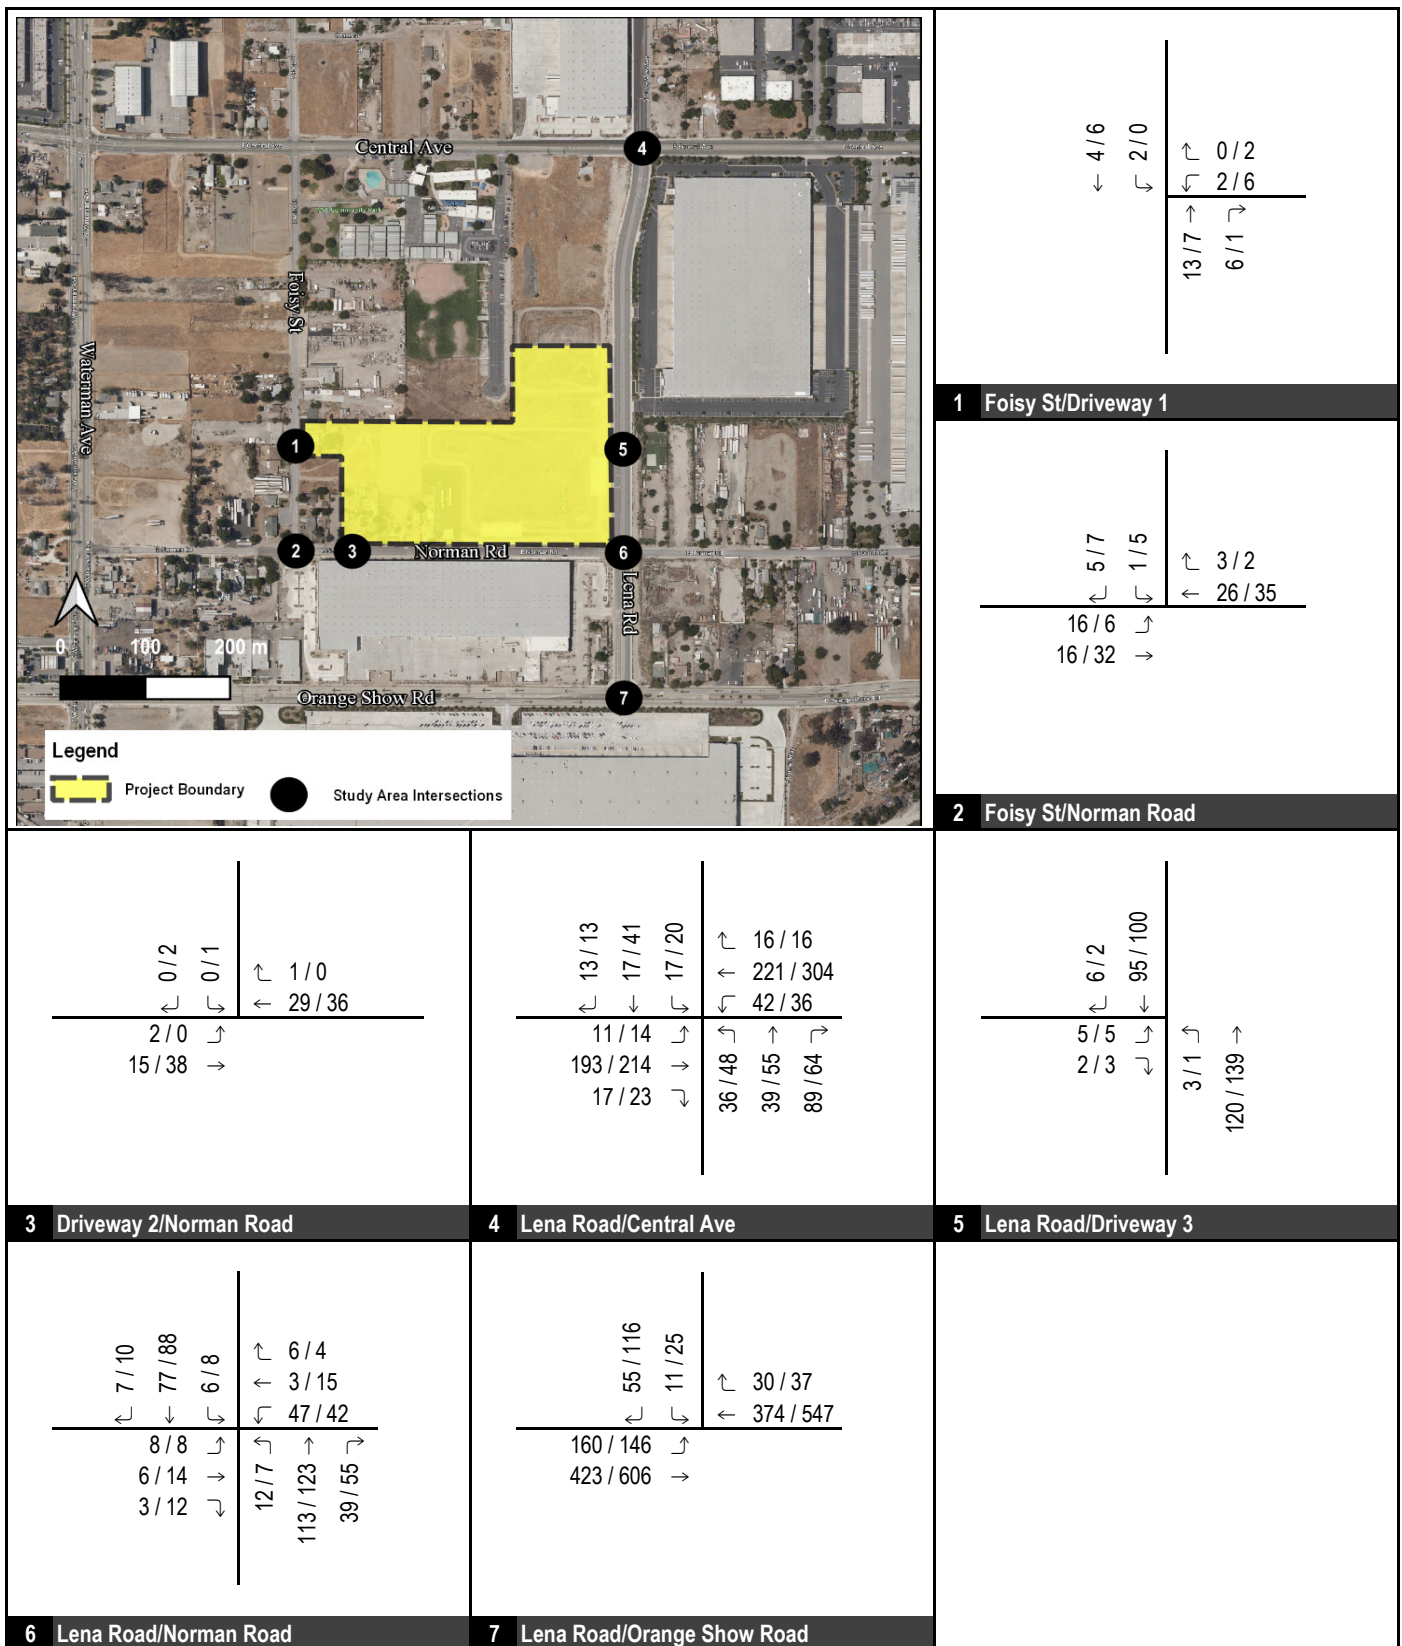 Central Ave
Foisy St
Waterman Ave
Norman Rd
Lena Rd
Orange Show Rd
1
2
3
4
5
6
7
0 100 200 m
Legend
Project Boundary
Study Area Intersections
4 / 6
2 / 0
↑ 0 / 2
2 / 6
13 / 7
6 / 1
1 Foisy St/Driveway 1
5 / 7
1 / 5
3 / 2
← 26 / 35
16 / 6
16 / 32 →
2 Foisy St/Norman Road
0 / 2
0 / 1
1 / 0
← 29 / 36
2 / 0
15 / 38 →
3 Driveway 2/Norman Road
13 / 13
17 / 41
17 / 20
16 / 16
← 221 / 304
42 / 36
11 / 14
193 / 214 →
17 / 23
36 / 48
39 / 55
89 / 64
4 Lena Road/Central Ave
6 / 2
95 / 100
5 / 5
2 / 3
3 / 1
120 / 139
5 Lena Road/Driveway 3
7 / 10
77 / 88
6 / 8
6 / 4
← 3 / 15
47 / 42
8 / 8
6 / 14 →
3 / 12
12 / 7
113 / 123
39 / 55
6 Lena Road/Norman Road
55 / 116
11 / 25
30 / 37
← 374 / 547
160 / 146
423 / 606 →
7 Lena Road/Orange Show Road